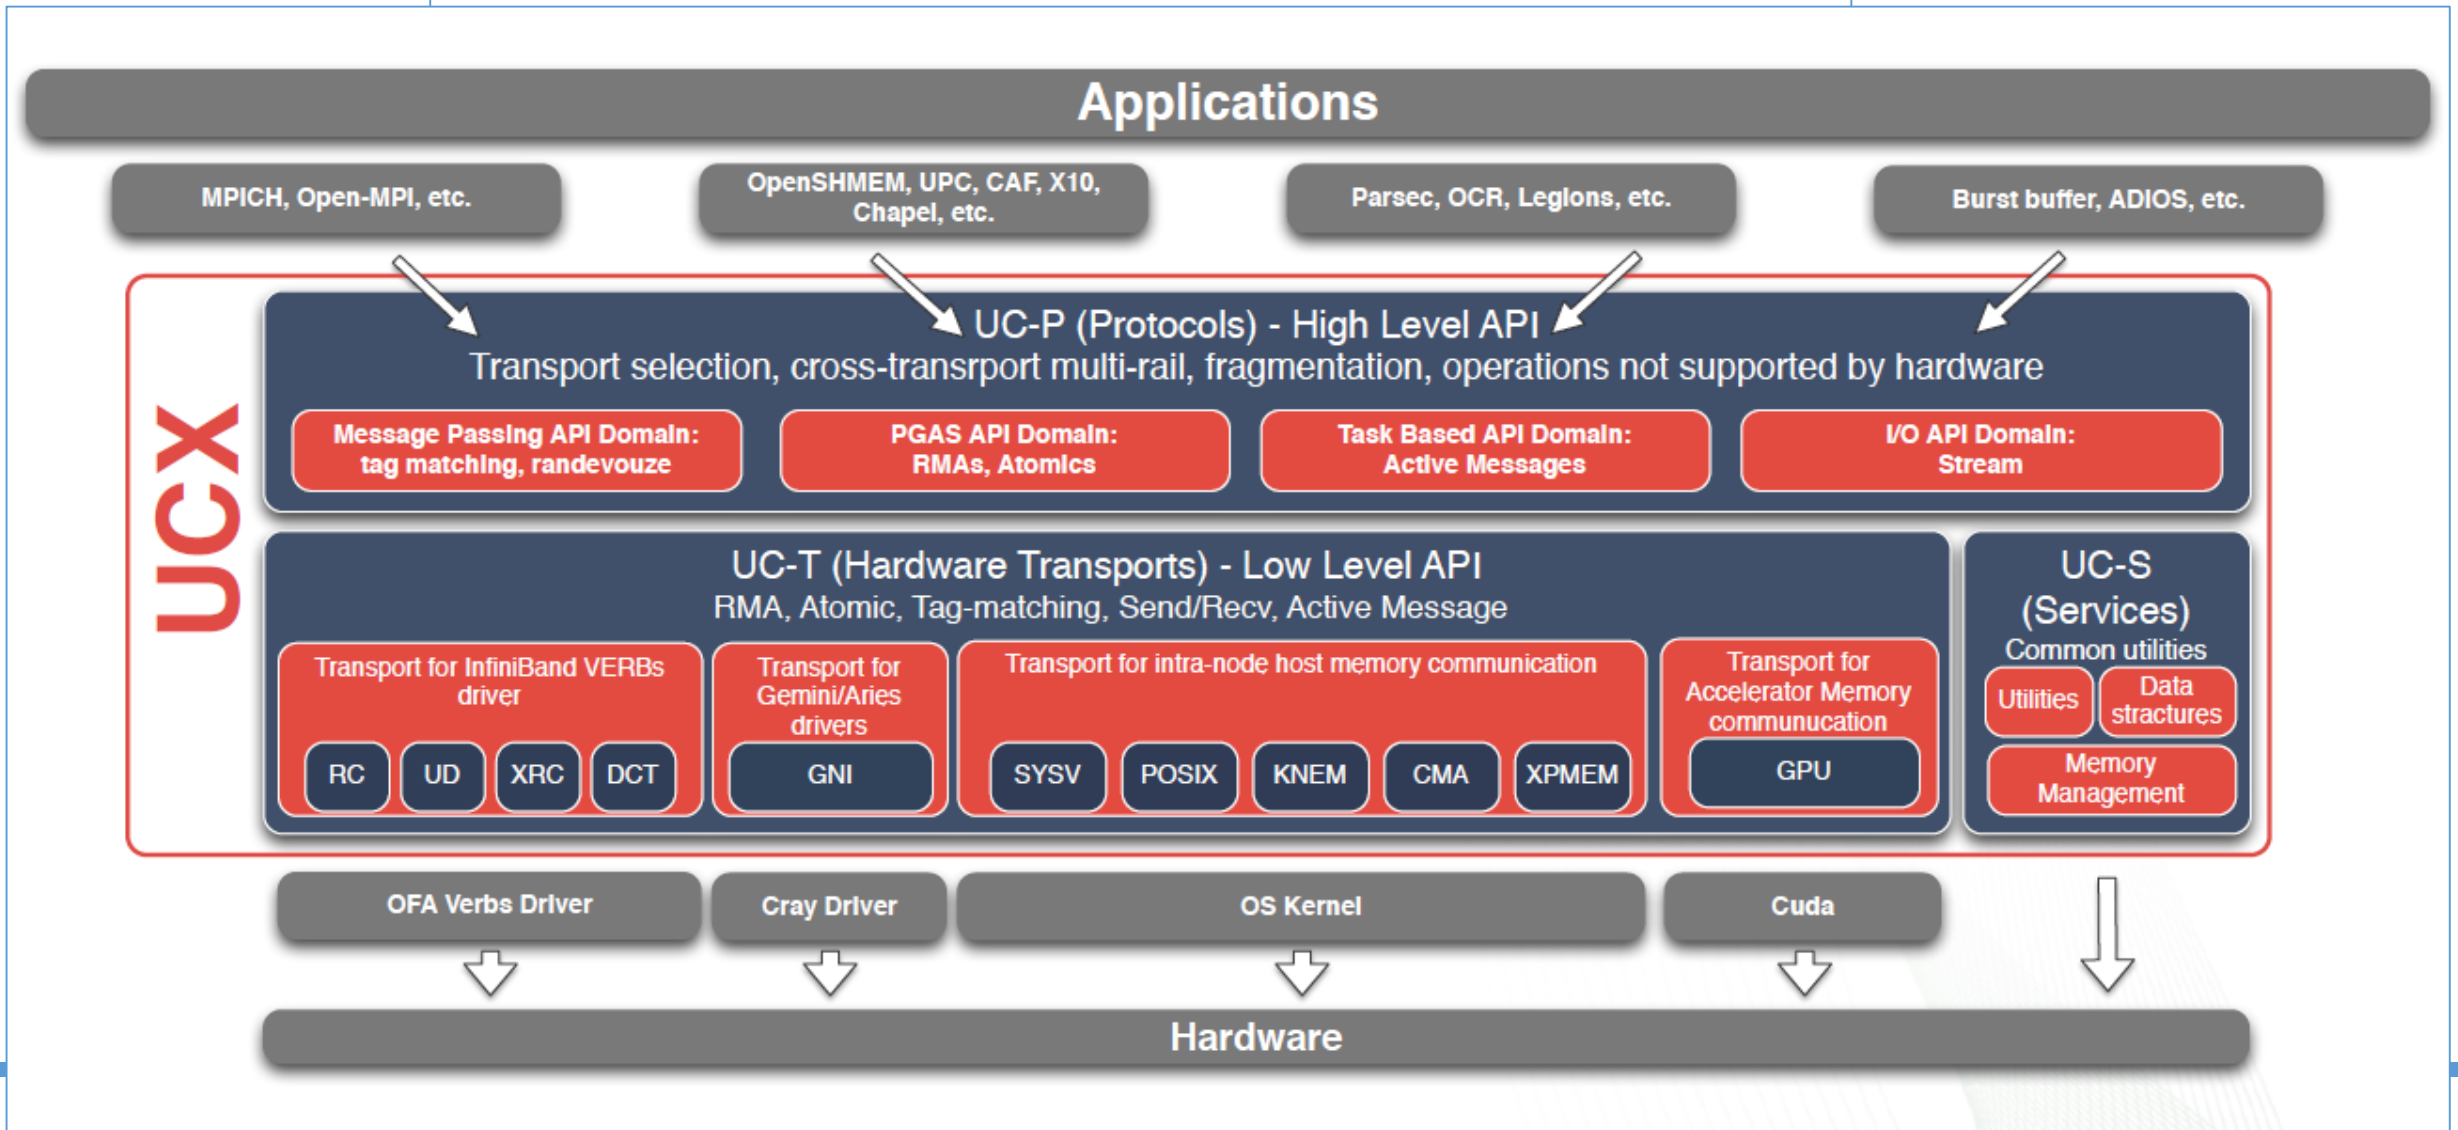 Applications
MPICH, Open-MPI, etc.
OpenSHMEM, UPC, CAF, X10,
Chapel, etc.
Parsec, OCR, Legions, etc.
Burst buffer, ADIOS, etc.
UCX
UC-P (Protocols) - High Level API
Transport selection, cross-transrport multi-rail, fragmentation, operations not supported by hardware
Message Passing API Domain:
tag matching, randevouze
PGAS API Domain:
RMAs, Atomics
Task Based API Domain:
Active Messages
I/O API Domain:
Stream
UC-T (Hardware Transports) - Low Level API
RMA, Atomic, Tag-matching, Send/Recv, Active Message
Transport for InfiniBand VERBs
driver
RC
UD
XRC
DCT
Transport for
Gemini/Aries
drivers
GNI
Transport for intra-node host memory communication
SYSV
POSIX
KNEM
CMA
XPMEM
Transport for
Accelerator Memory
communucation
GPU
UC-S
(Services)
Common utilities
Utilities
Data
stractures
Memory
Management
OFA Verbs Driver
Cray Driver
OS Kernel
Cuda
Hardware